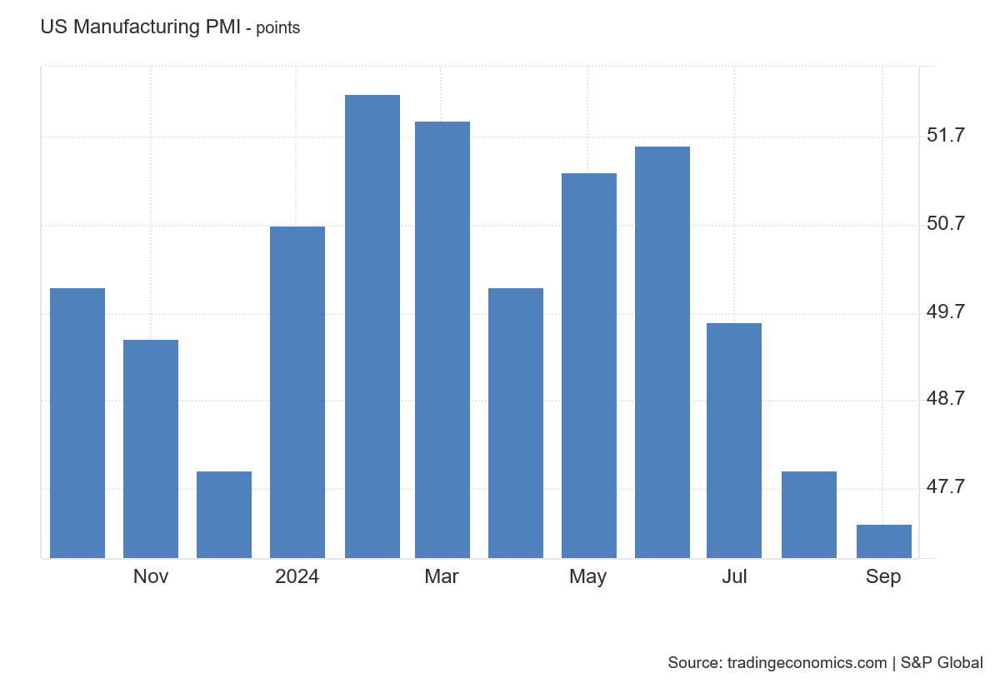 US Manufacturing PMI - points
51.7
50.7
49.7
48.7
47.7
Nov 2024 Mar May Jul Sep
Source: tradingeconomics.com | S&P Global